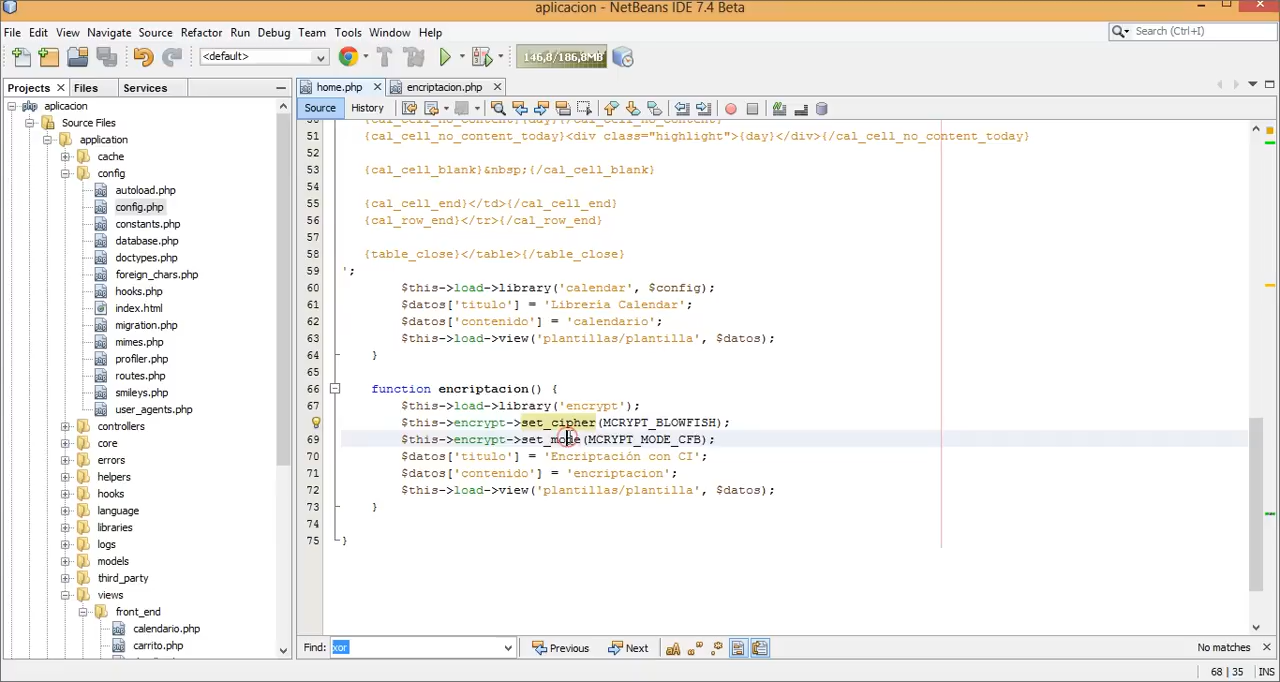 aplicacion - NetBeans IDE 7.4 Beta
File Edit View Navigate Source Refactor Run Debug Team Tools Window Help
Search (Ctrl+I)
<default>
146,8/186,8MB
Projects Files Services
home.php encriptacion.php
Source History
aplicacion
Source Files
application
cache
config
autoload.php
config.php
constants.php
database.php
doctypes.php
foreign_chars.php
hooks.php
index.html
migration.php
mimes.php
profiler.php
routes.php
smileys.php
user_agents.php
controllers
core
errors
helpers
hooks
language
libraries
logs
models
third_party
views
front_end
calendario.php
carrito.php
50 {cal_cell_no_content}{day}{/cal_cell_no_content}
51 {cal_cell_no_content_today}<div class="highlight">{day}</div>{/cal_cell_no_content_today}
52
53 {cal_cell_blank}&nbsp;{/cal_cell_blank}
54
55 {cal_cell_end}</td>{/cal_cell_end}
56 {cal_row_end}</tr>{/cal_row_end}
57
58 {table_close}</table>{/table_close}
59 ';
60 $this->load->library('calendar', $config);
61 $datos['titulo'] = 'Librería Calendar';
62 $datos['contenido'] = 'calendario';
63 $this->load->view('plantillas/plantilla', $datos);
64 }
65
66 function encriptacion() {
67 $this->load->library('encrypt');
68 $this->encrypt->set_cipher(MCRYPT_BLOWFISH);
69 $this->encrypt->set_mode(MCRYPT_MODE_CFB);
70 $datos['titulo'] = 'Encriptación con CI';
71 $datos['contenido'] = 'encriptacion';
72 $this->load->view('plantillas/plantilla', $datos);
73 }
74
75 }
Find: xor Previous Next No matches
68 | 35 INS